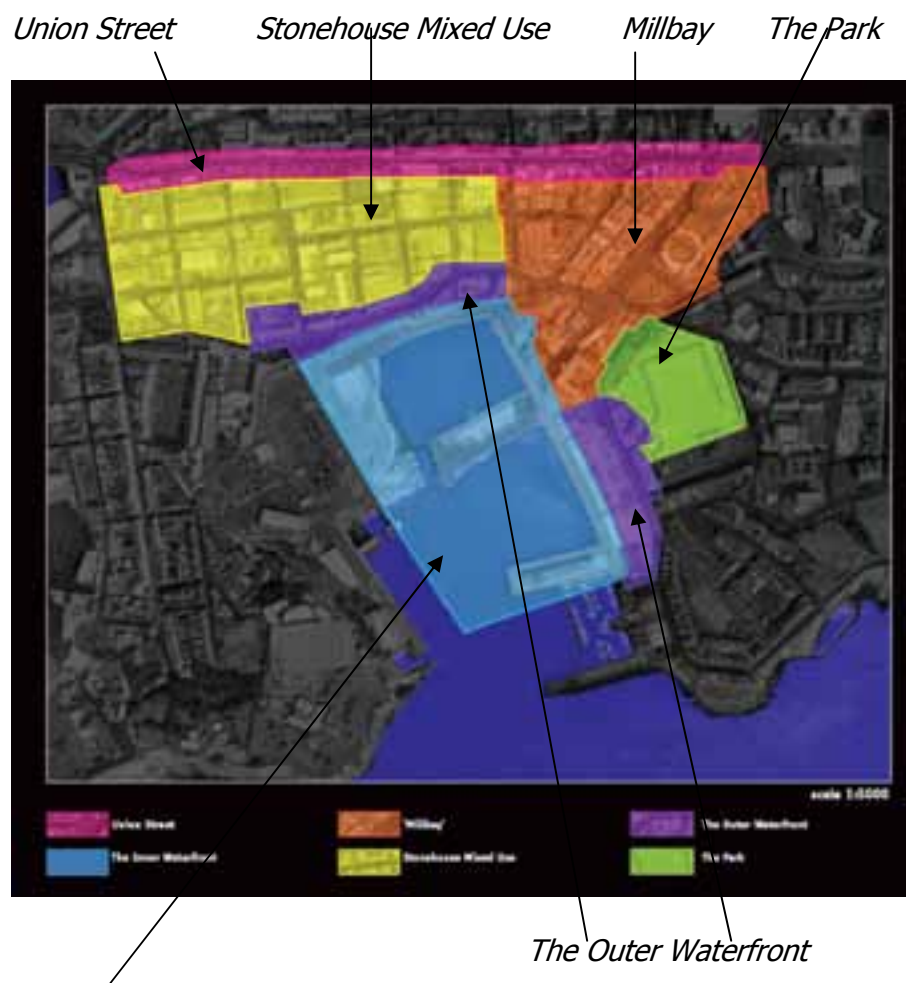 Union Street Stonehouse Mixed Use Millbay The Park
scale 1:5000
Union Street 'Millbay' The Outer Waterfront
The Inner Waterfront Stonehouse Mixed Use The Park
The Outer Waterfront